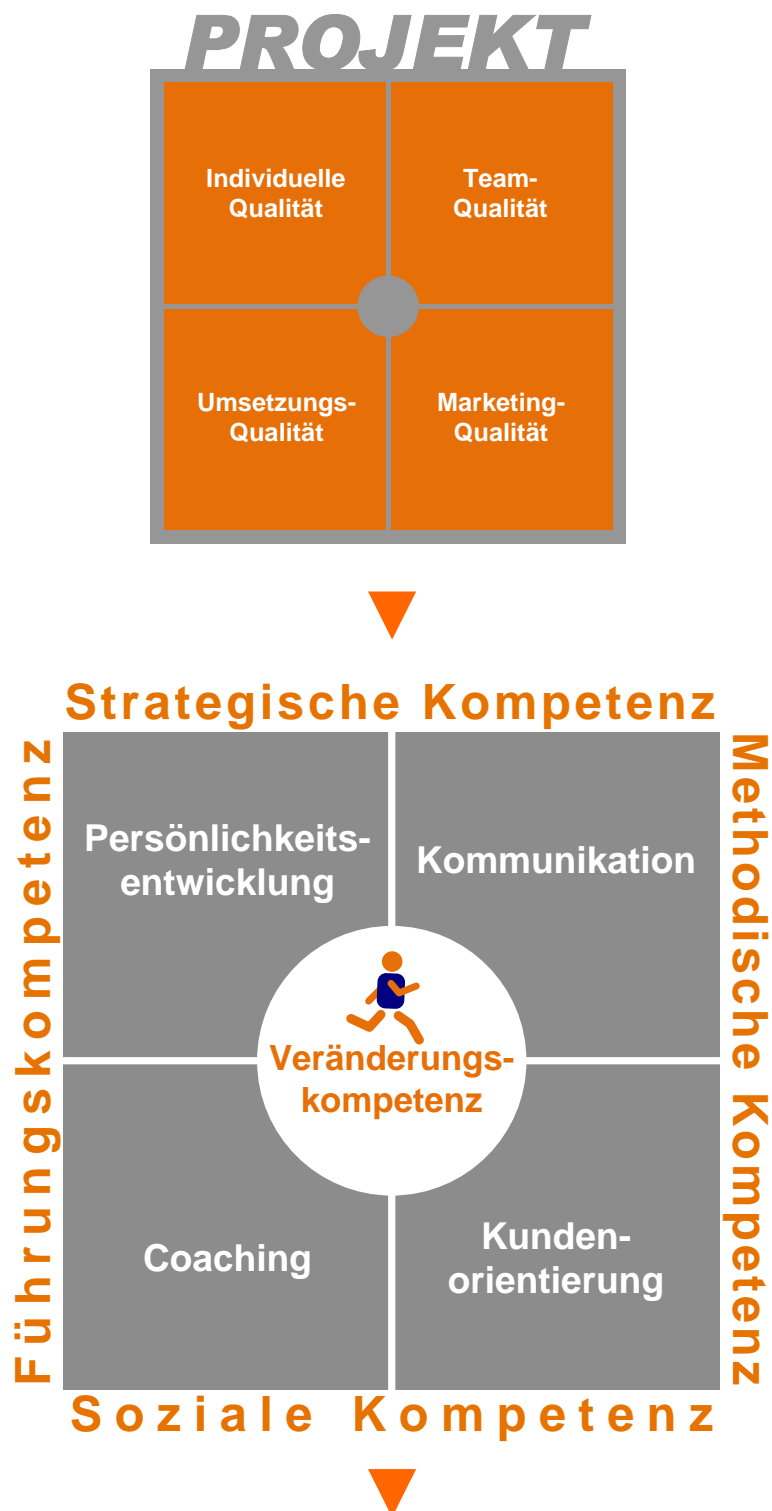 PROJEKT
Individuelle
Qualität
Team-
Qualität
Umsetzungs-
Qualität
Marketing-
Qualität
Strategische Kompetenz
Führungskompetenz
Persönlichkeits-
entwicklung
Kommunikation
Methodische Kompetenz
Veränderungs-
kompetenz
Coaching
Kunden-
orientierung
Soziale Kompetenz